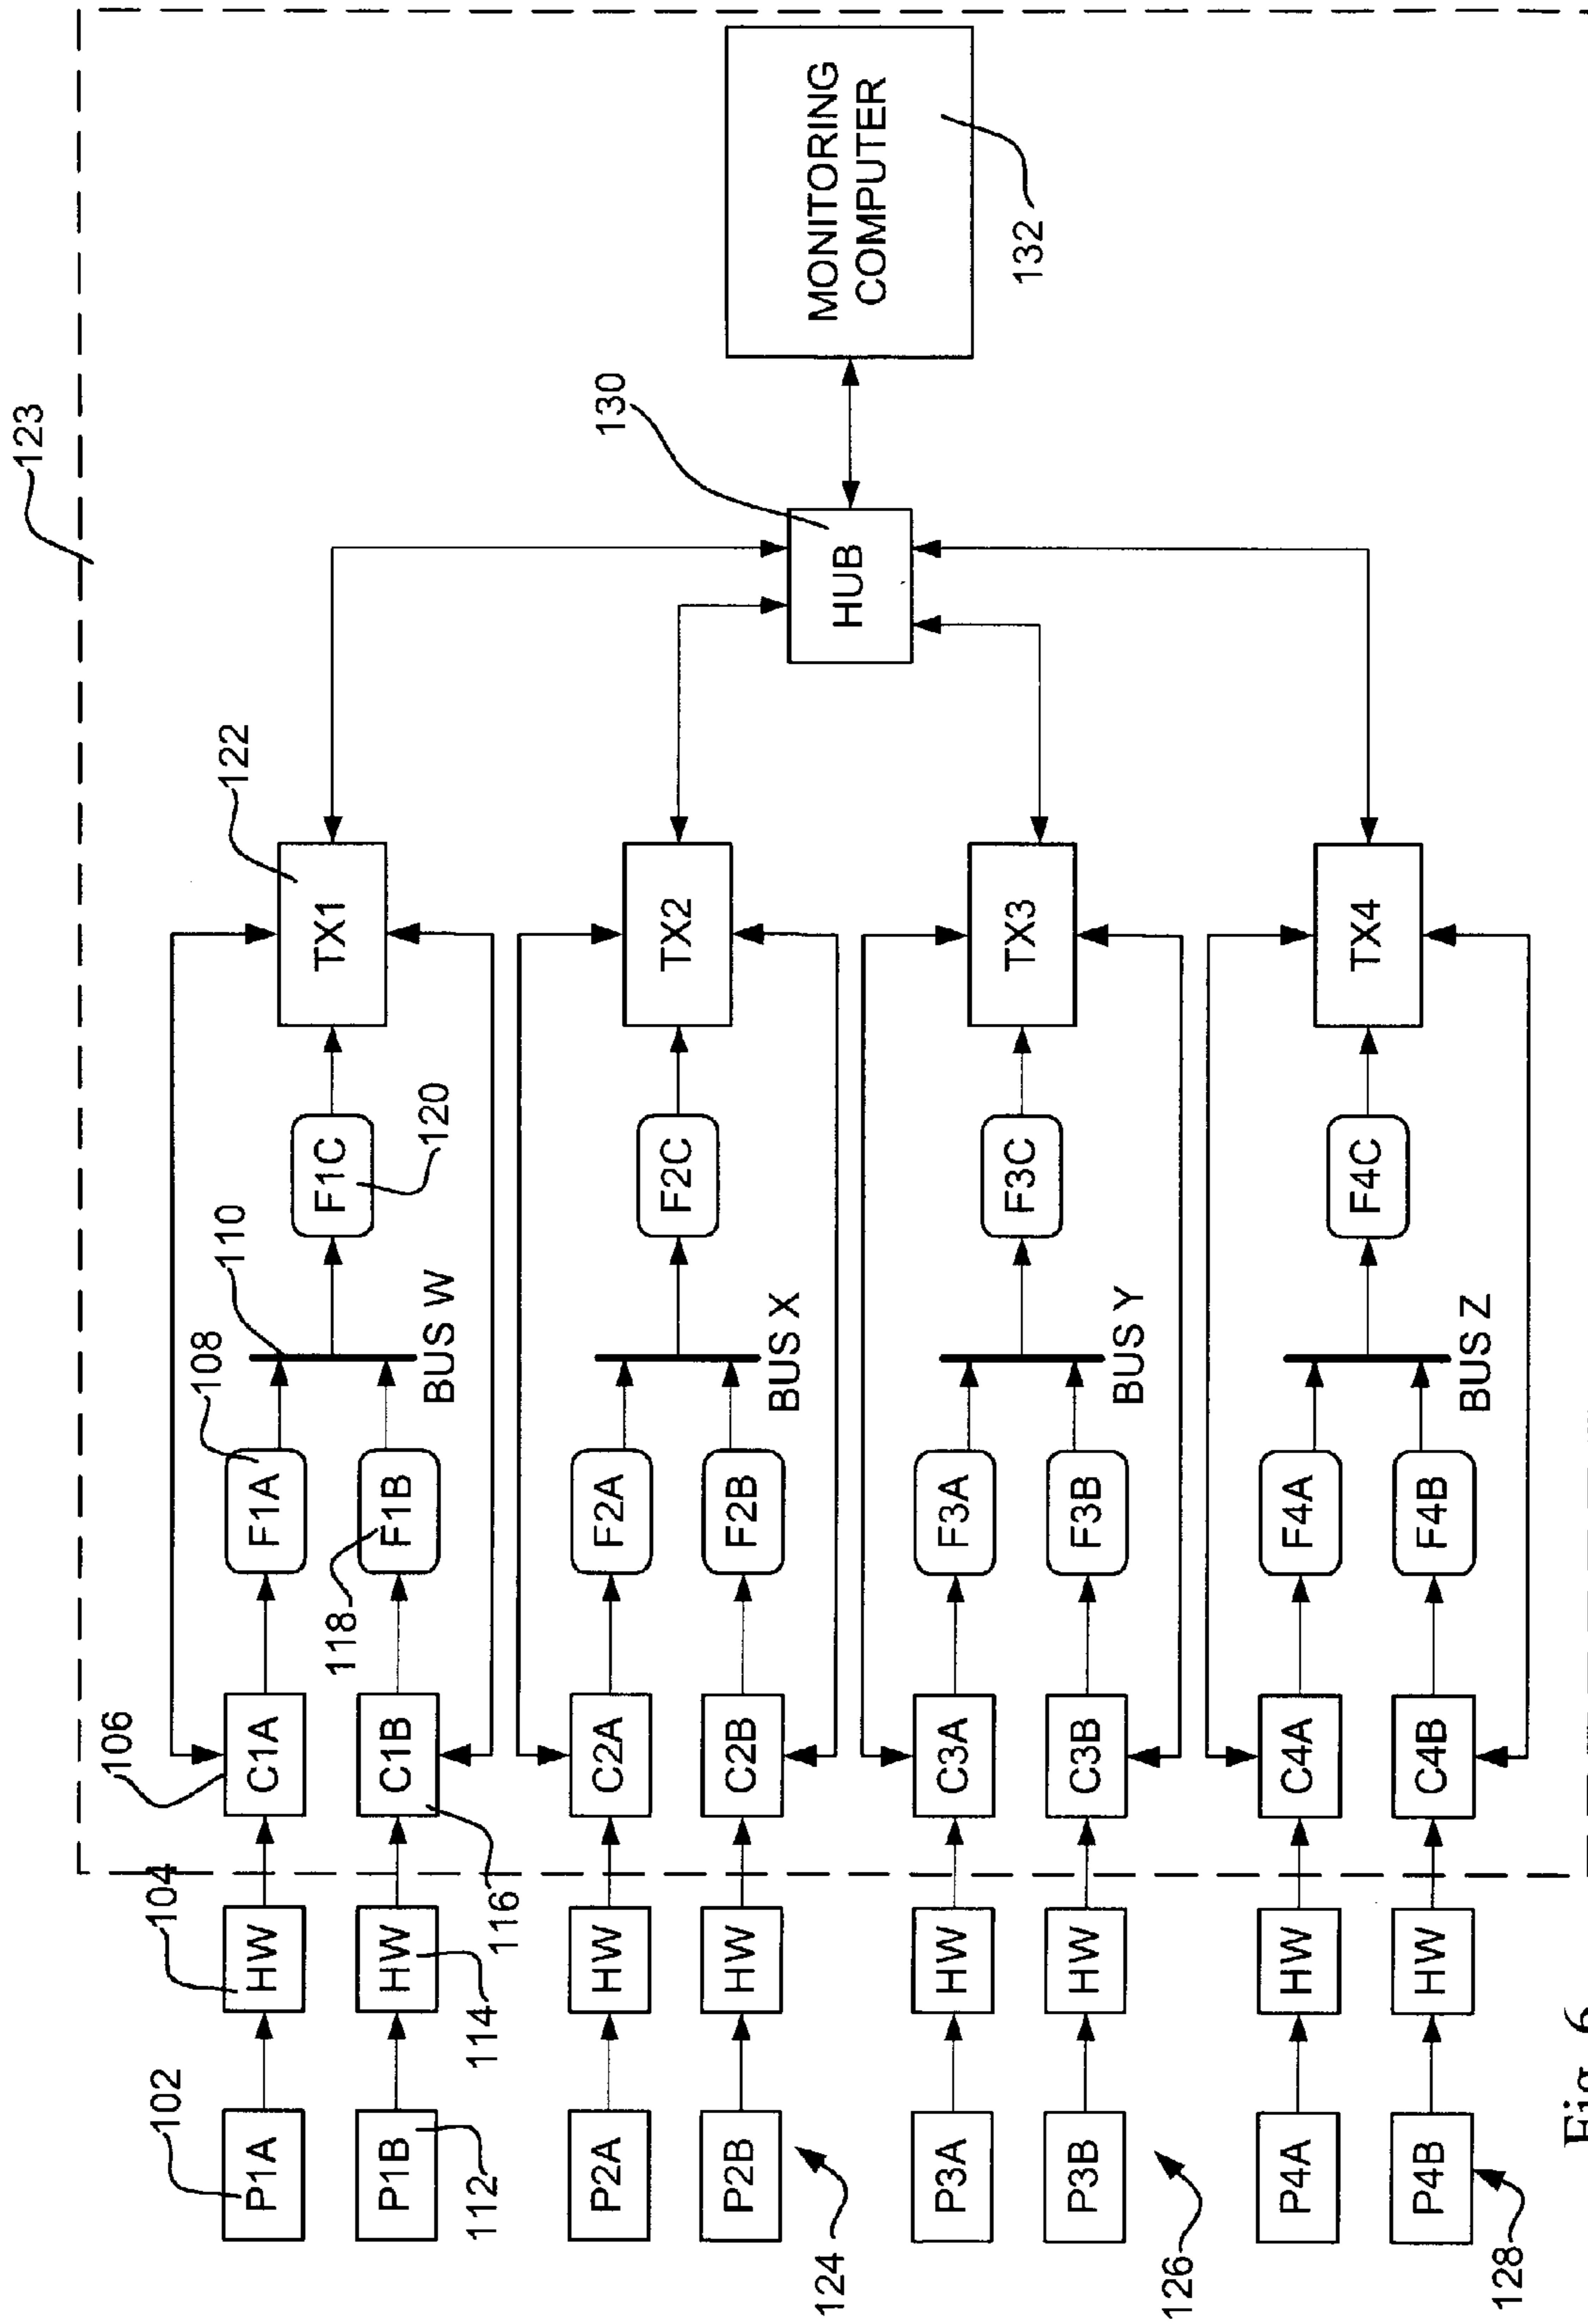 123
102
104
106
108
110
122
P1A
HW
C1A
F1A
F1C
TX1
120
P1B
HW
C1B
F1B
BUS W
112
114
116
118
130
P2A
HW
C2A
F2A
F2C
TX2
P2B
HW
C2B
F2B
BUS X
124
HUB
MONITORING
COMPUTER
132
P3A
HW
C3A
F3A
F3C
TX3
P3B
HW
C3B
F3B
BUS Y
126
P4A
HW
C4A
F4A
F4C
TX4
P4B
HW
C4B
F4B
BUS Z
128
Fig. 6